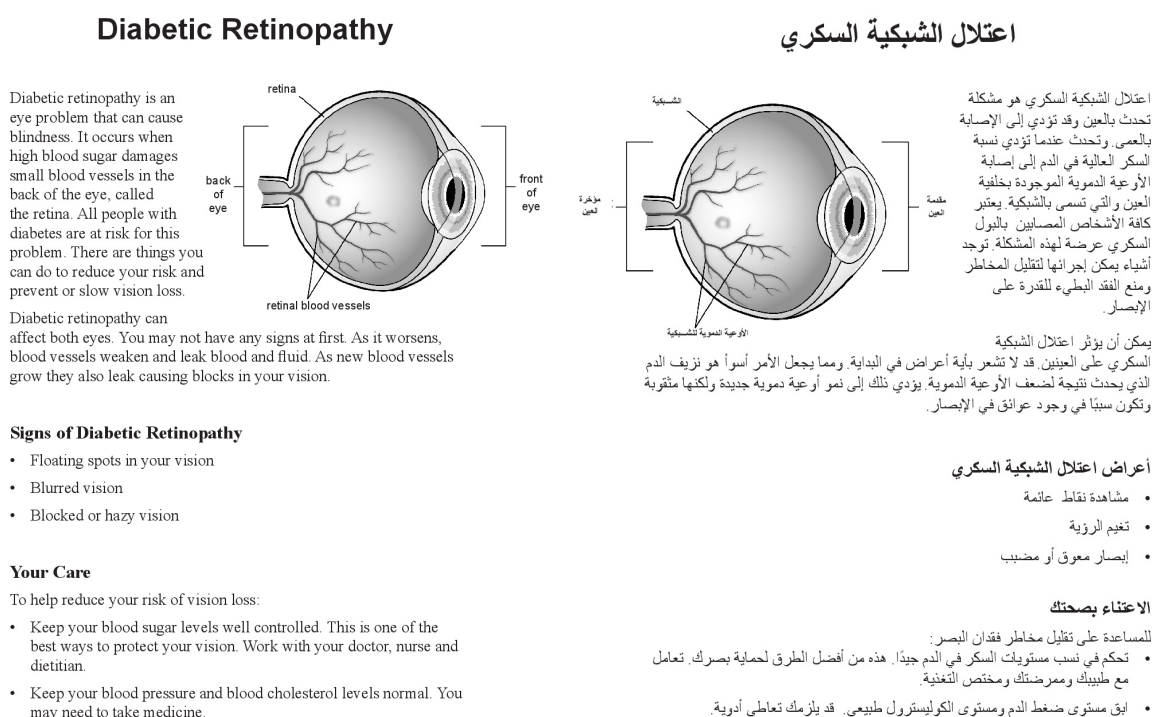 Diabetic Retinopathy
Diabetic retinopathy is an
eye problem that can cause
blindness. It occurs when
high blood sugar damages
small blood vessels in the
back of the eye, called
the retina. All people with
diabetes are at risk for this
problem. There are things you
can do to reduce your risk and
prevent or slow vision loss.
retina
back
of
eye
front
of
eye
retinal blood vessels
Diabetic retinopathy can
affect both eyes. You may not have any signs at first. As it worsens,
blood vessels weaken and leak blood and fluid. As new blood vessels
grow they also leak causing blocks in your vision.
Signs of Diabetic Retinopathy
• Floating spots in your vision
• Blurred vision
• Blocked or hazy vision
Your Care
To help reduce your risk of vision loss:
• Keep your blood sugar levels well controlled. This is one of the
best ways to protect your vision. Work with your doctor, nurse and
dietitian.
• Keep your blood pressure and blood cholesterol levels normal. You
may need to take medicine.
اعتلال الشبكية السكري
اعتلال الشبكية السكري هو مشكلة
تحدث بالعين وقد تؤدي إلى الإصابة
بالعمى. وتحدث عندما تؤدي نسبة
السكر العالية في الدم إلى إصابة
الأوعية الدموية الموجودة بخلفية
العين والتي تسمى بالشبكية. يعتبر
كافة الأشخاص المصابين بالبول
السكري عرضة لهذه المشكلة. توجد
أشياء يمكن إجرائها لتقليل المخاطر
ومنع الفقد البطيء للقدرة على
الإبصار.
الشبكية
مؤخرة
العين
مقدمة
العين
الأوعية الدموية للشبكية
يمكن أن يؤثر اعتلال الشبكية
السكري على العينين. قد لا تشعر بأية أعراض في البداية. ومما يجعل الأمر أسوأ هو نزيف الدم
الذي يحدث نتيجة لضعف الأوعية الدموية. يؤدي ذلك إلى نمو أوعية دموية جديدة ولكنها مثقوبة
وتكون سببًا في وجود عوائق في الإبصار.
أعراض اعتلال الشبكية السكري
• مشاهدة نقاط عائمة
• تغيم الرؤية
• إبصار معوق أو مضبب
الاعتناء بصحتك
للمساعدة على تقليل مخاطر فقدان البصر:
• تحكم في نسب مستويات السكر في الدم جيدًا. هذه من أفضل الطرق لحماية بصرك. تعامل
مع طبيبك وممرضتك ومختص التغذية.
• ابق مستوى ضغط الدم ومستوى الكوليسترول طبيعي. قد يلزمك تعاطي أدوية.